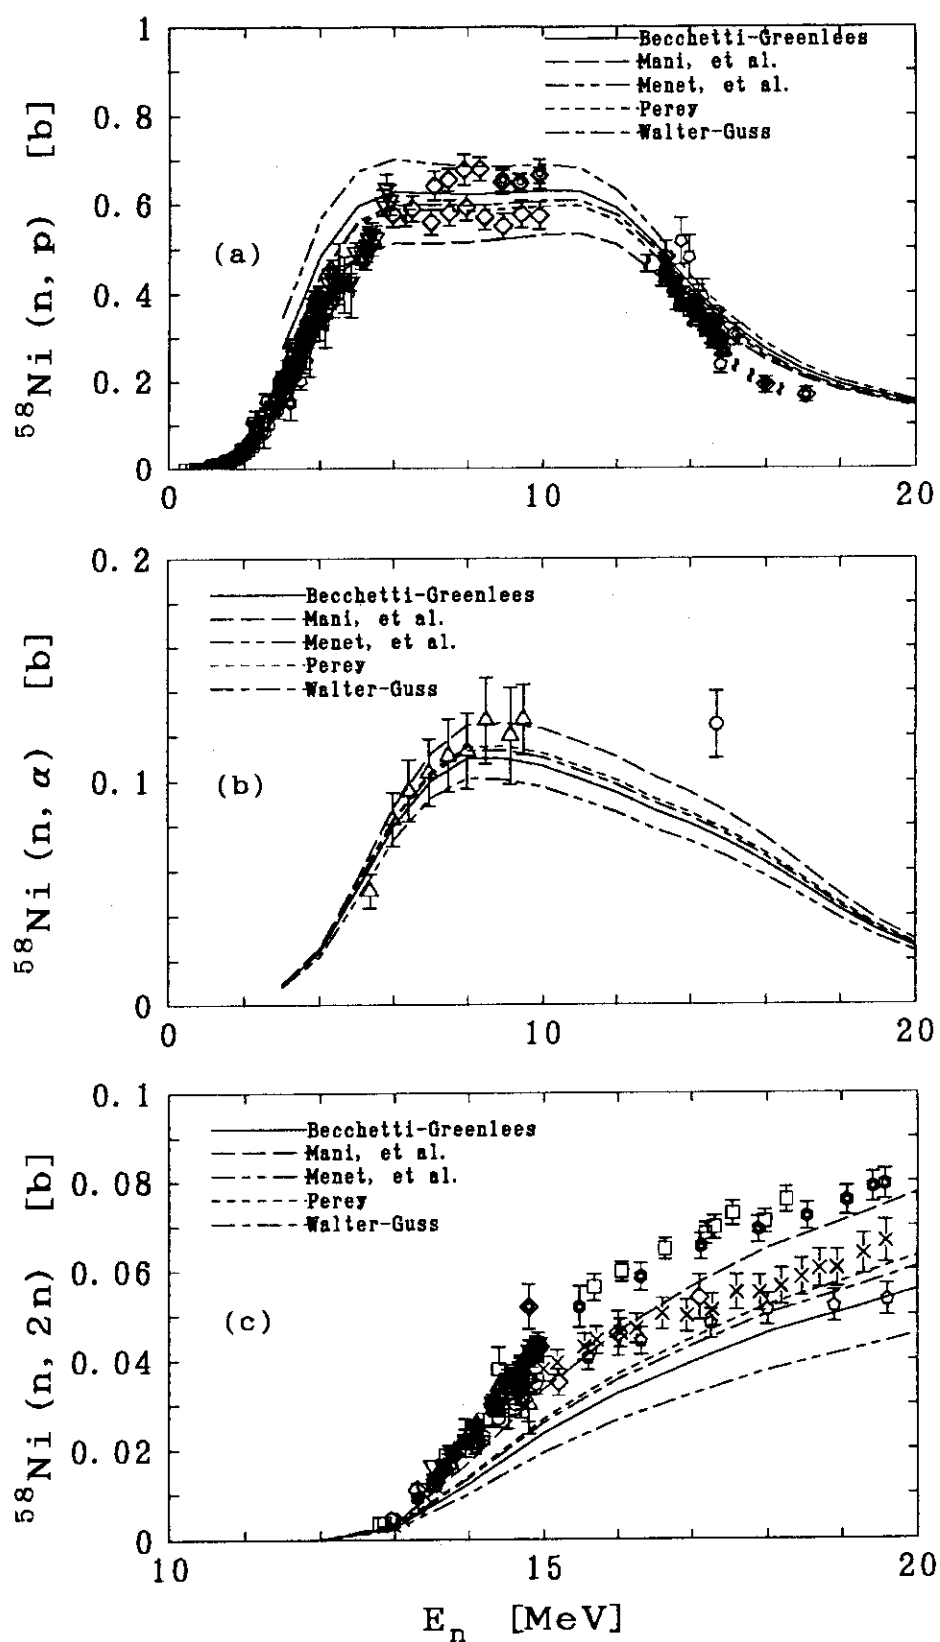 ⁵⁸Ni (n, p) [b]
1
0.8
0.6
0.4
0.2
0
0
10
20
Becchetti-Greenlees
Mani, et al.
Menet, et al.
Perey
Walter-Guss
(a)
⁵⁸Ni (n, α) [b]
0.2
0.1
0
0
10
20
Becchetti-Greenlees
Mani, et al.
Menet, et al.
Perey
Walter-Guss
(b)
⁵⁸Ni (n, 2n) [b]
0.1
0.08
0.06
0.04
0.02
0
10
15
20
Becchetti-Greenlees
Mani, et al.
Menet, et al.
Perey
Walter-Guss
(c)
Eₙ [MeV]